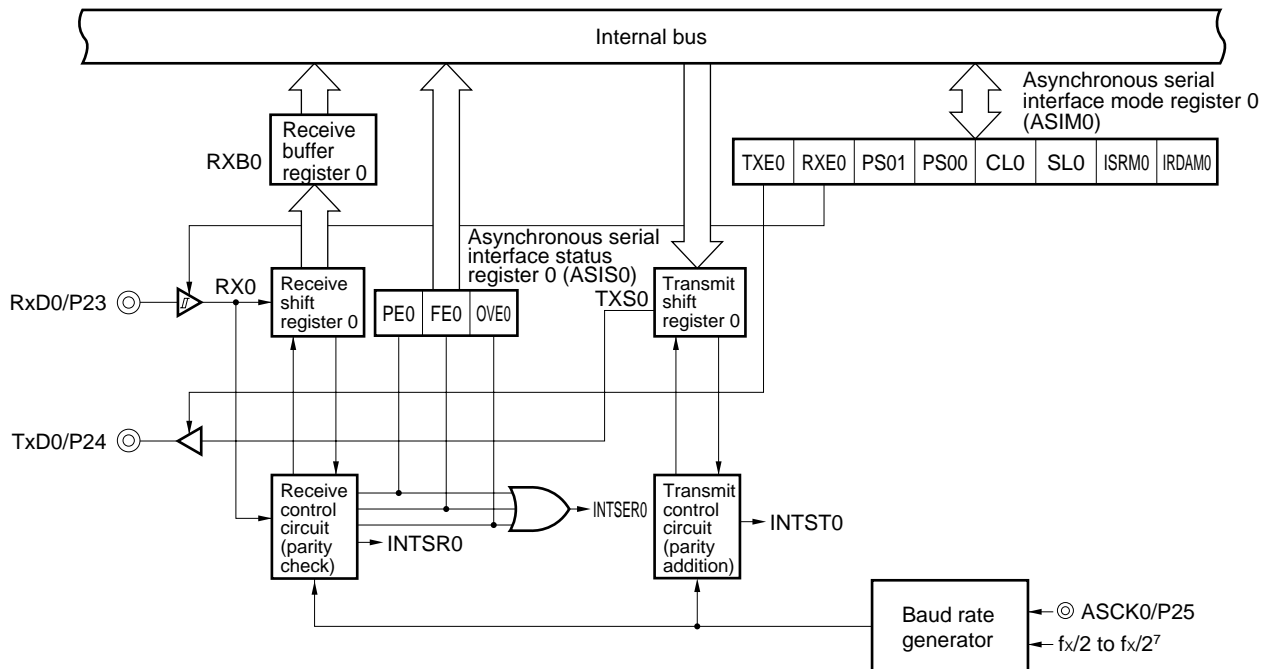 Internal bus
Asynchronous serial
interface mode register 0
(ASIM0)
RXB0
Receive
buffer
register 0
TXE0 RXE0 PS01 PS00 CL0 SL0 ISRM0 IRDAM0
Asynchronous serial
interface status
register 0 (ASIS0)
RxD0/P23
RX0
Receive
shift
register 0
PE0 FE0 OVE0
TXS0
Transmit
shift
register 0
TxD0/P24
Receive
control
circuit
(parity
check)
INTSER0
INTSR0
Transmit
control
circuit
(parity
addition)
INTST0
Baud rate
generator
ASCK0/P25
fx/2 to fx/2⁷